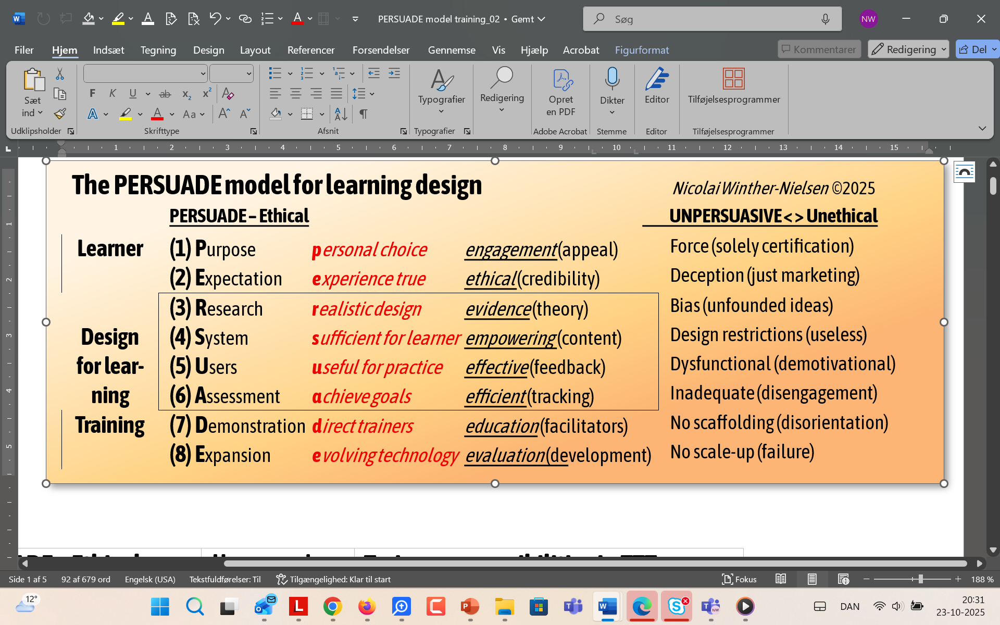 PERSUADE model training_02 • Gemt
Søg
NW
Filer Hjem Indsæt Tegning Design Layout Referencer Forsendelser Gennemse Vis Hjælp Acrobat Figurformat
Kommentarer Redigering Del
Sæt ind
F K U ab x₂ x²
A A Aa A A
Typografier
Redigering
Opret en PDF
Dikter
Editor
Tilføjelsesprogrammer
Udklipsholder Skrifttype Afsnit Typografier Adobe Acrobat Stemme Editor Tilføjelsesprogrammer
1 2 3 4 5 6 7 8 9 10 11 12 13 14 15
The PERSUADE model for learning design Nicolai Winther-Nielsen ©2025
PERSUADE – Ethical UNPERSUASIVE < > Unethical
Learner (1) Purpose personal choice engagement (appeal) Force (solely certification)
(2) Expectation experience true ethical (credibility) Deception (just marketing)
(3) Research realistic design evidence (theory) Bias (unfounded ideas)
Design (4) System sufficient for learner empowering (content) Design restrictions (useless)
for lear- (5) Users useful for practice effective (feedback) Dysfunctional (demotivational)
ning (6) Assessment achieve goals efficient (tracking) Inadequate (disengagement)
Training (7) Demonstration direct trainers education (facilitators) No scaffolding (disorientation)
(8) Expansion evolving technology evaluation (development) No scale-up (failure)
1
2
3
4
5
Side 1 af 5 92 af 679 ord Engelsk (USA) Tekstfuldførelser: Til Tilgængelighed: Klar til start Fokus 188 %
12°
DAN
20:31
23-10-2025